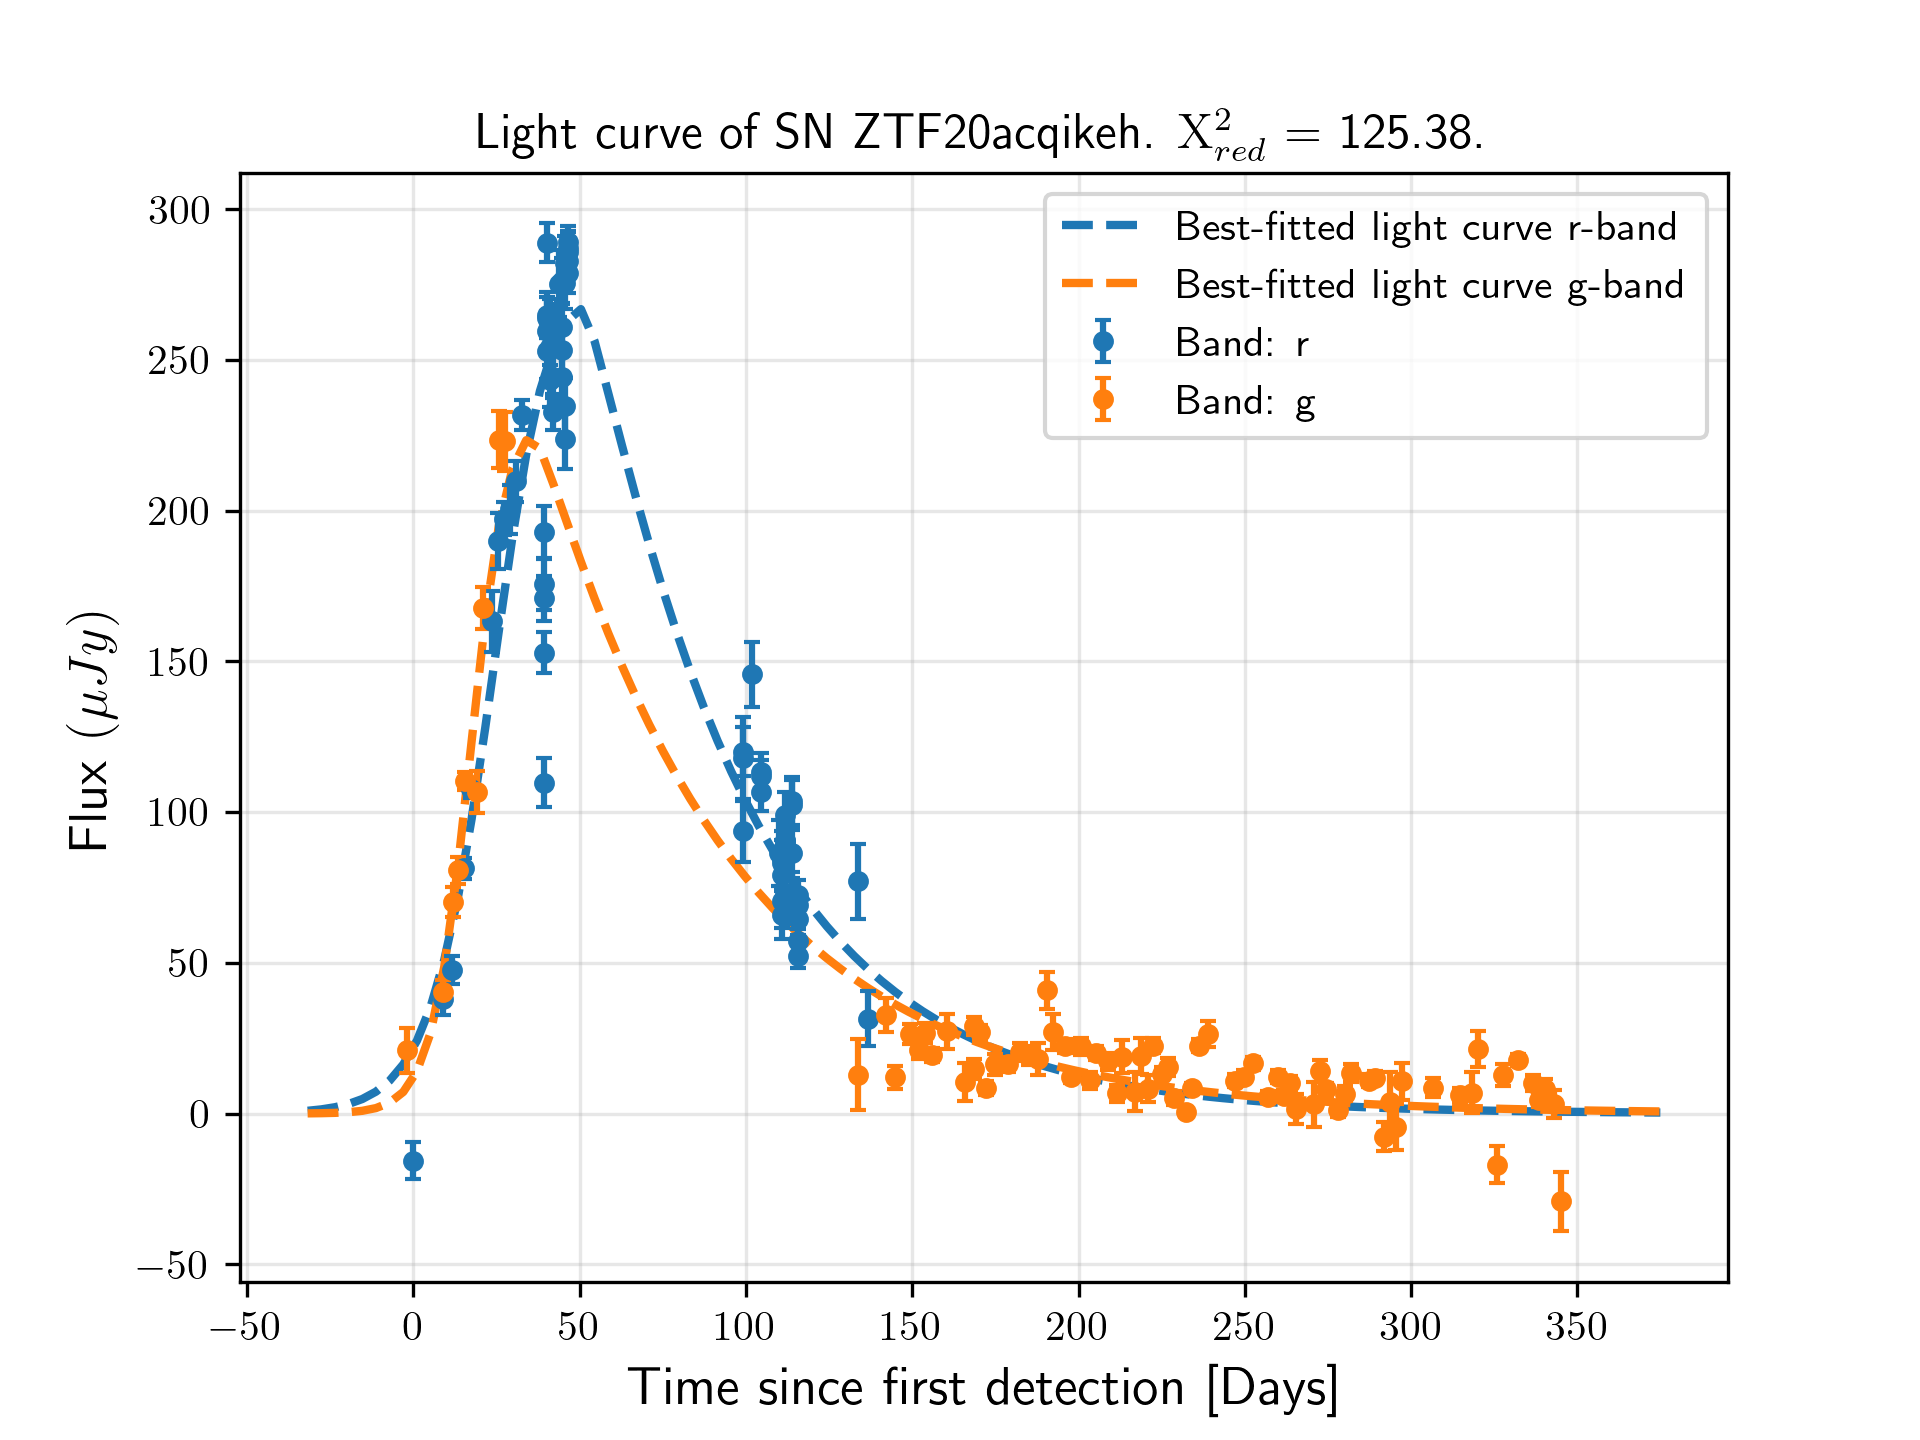 Light curve of SN ZTF20acqikeh. X²_red = 125.38.
Best-fitted light curve r-band
Best-fitted light curve g-band
Band: r
Band: g
Flux (μJy)
300
250
200
150
100
50
0
−50
−50 0 50 100 150 200 250 300 350
Time since first detection [Days]